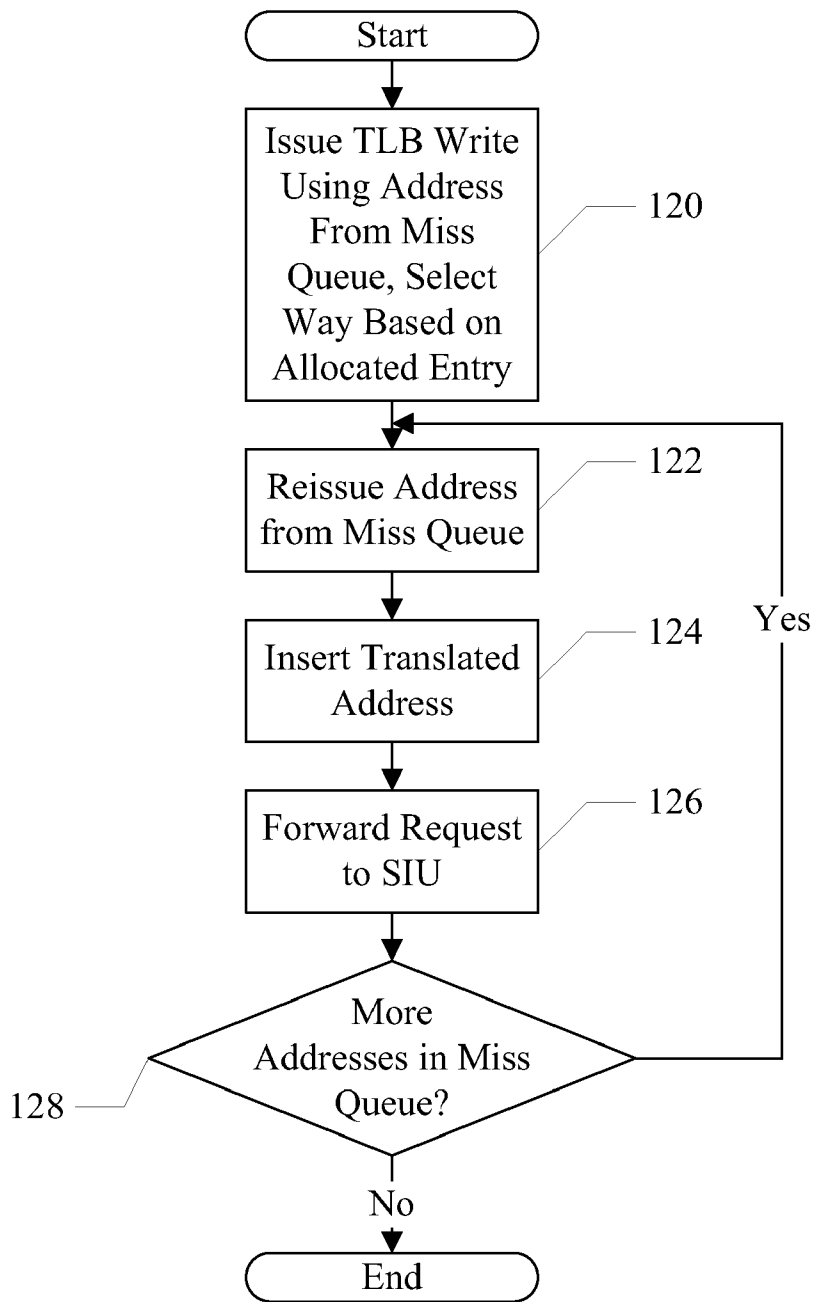 Start
Issue TLB Write
Using Address
From Miss
Queue, Select
Way Based on
Allocated Entry
120
Reissue Address
from Miss Queue
122
Insert Translated
Address
124
Yes
Forward Request
to SIU
126
More
Addresses in Miss
Queue?
128
No
End